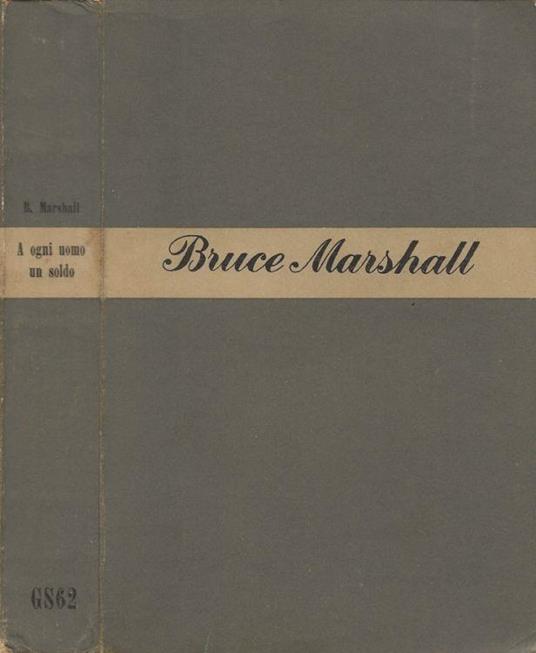 B. Marshall
A ogni uomo
un soldo
GS62
Bruce Marshall